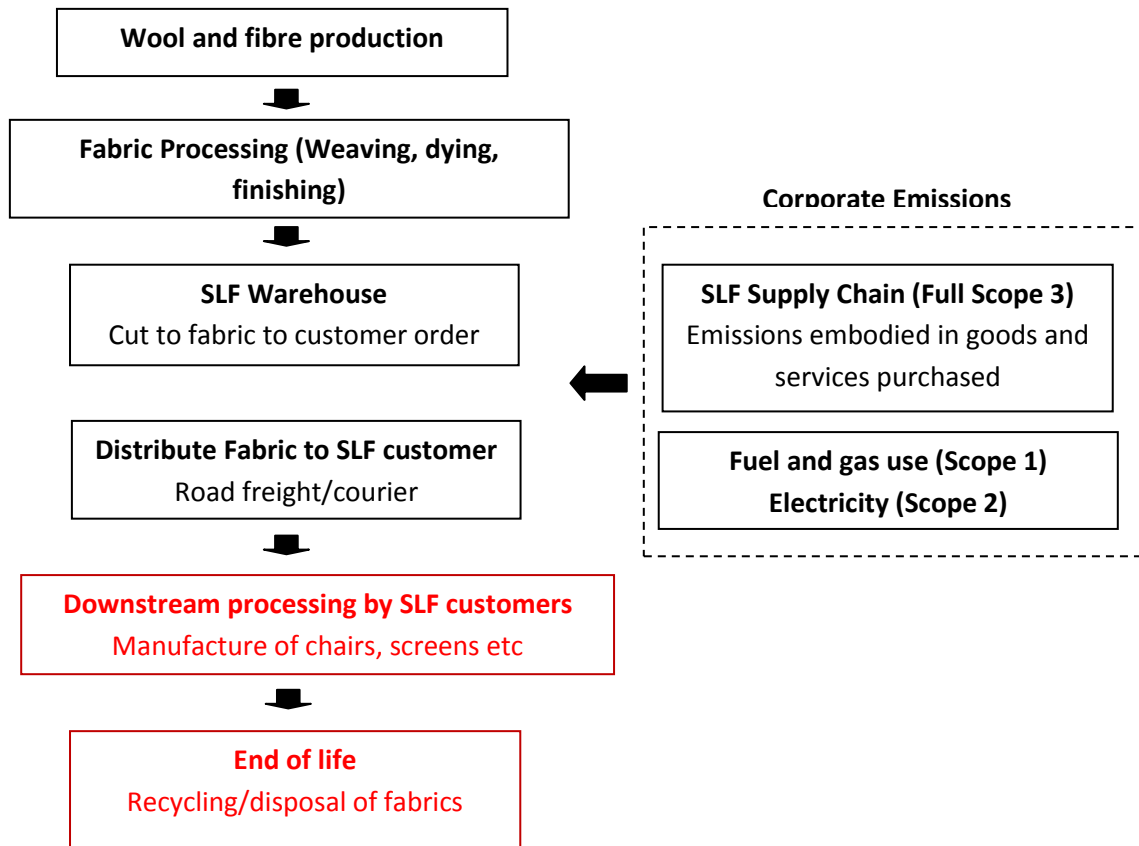 Wool and fibre production
Fabric Processing (Weaving, dying,
finishing)
SLF Warehouse
Cut to fabric to customer order
Distribute Fabric to SLF customer
Road freight/courier
Downstream processing by SLF customers
Manufacture of chairs, screens etc
End of life
Recycling/disposal of fabrics
Corporate Emissions
SLF Supply Chain (Full Scope 3)
Emissions embodied in goods and
services purchased
Fuel and gas use (Scope 1)
Electricity (Scope 2)